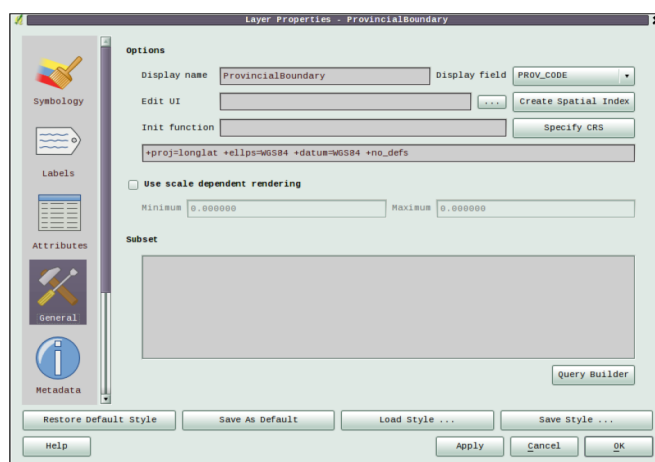 Layer Properties - ProvincialBoundary
Symbology
Labels
Attributes
General
Metadata
Options
Display name ProvincialBoundary Display field PROV_CODE
Edit UI ... Create Spatial Index
Init function Specify CRS
+proj=longlat +ellps=WGS84 +datum=WGS84 +no_defs
Use scale dependent rendering
Minimum 0.000000 Maximum 0.000000
Subset
Query Builder
Restore Default Style Save As Default Load Style ... Save Style ...
Help Apply Cancel OK